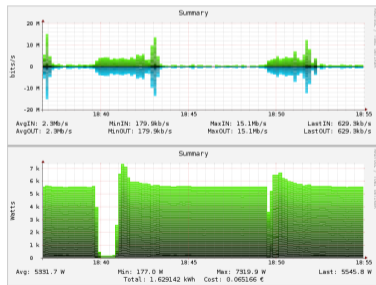 Summary
20 M
10 M
0
-10 M
-20 M
bits/s
18:40 18:45 18:50 18:55
AvgIN: 2.3Mb/s MinIN: 179.9kb/s MaxIN: 15.1Mb/s LastIN: 629.3kb/s
AvgOUT: 2.3Mb/s MinOUT: 179.9kb/s MaxOUT: 15.1Mb/s LastOUT: 629.3kb/s
Summary
7 k
6 k
5 k
4 k
3 k
2 k
1 k
0
Watts
18:40 18:45 18:50 18:55
Avg: 5331.7 W Min: 177.0 W Max: 7319.9 W Last: 5545.8 W
Total: 1.629142 kWh Cost: 0.065166 €